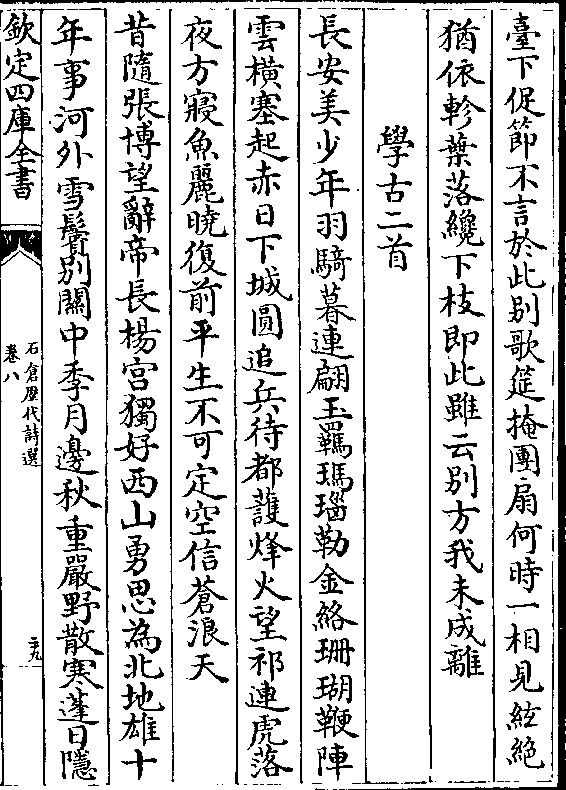 臺下促節不言於此别歌筵掩團扇何時一相見絃絶
猶依軫葉落纔下枝即此雖云别方我未成離
學古二首
長安美少年羽騎暮連翩玉羈瑪瑙勒金絡珊瑚鞭陣
雲横塞起赤日下城圓追兵待都護烽火望祁連虎落
夜方寢魚麗曉復前平生不可定空信蒼浪天
昔隨張博望辭帝長楊宮獨好西山勇思為北地雄十
年事河外雪鬢别關中季月邊秋重嚴野散寒蓬日隱
欽定四庫全書
石倉歴代詩選
卷八
二九